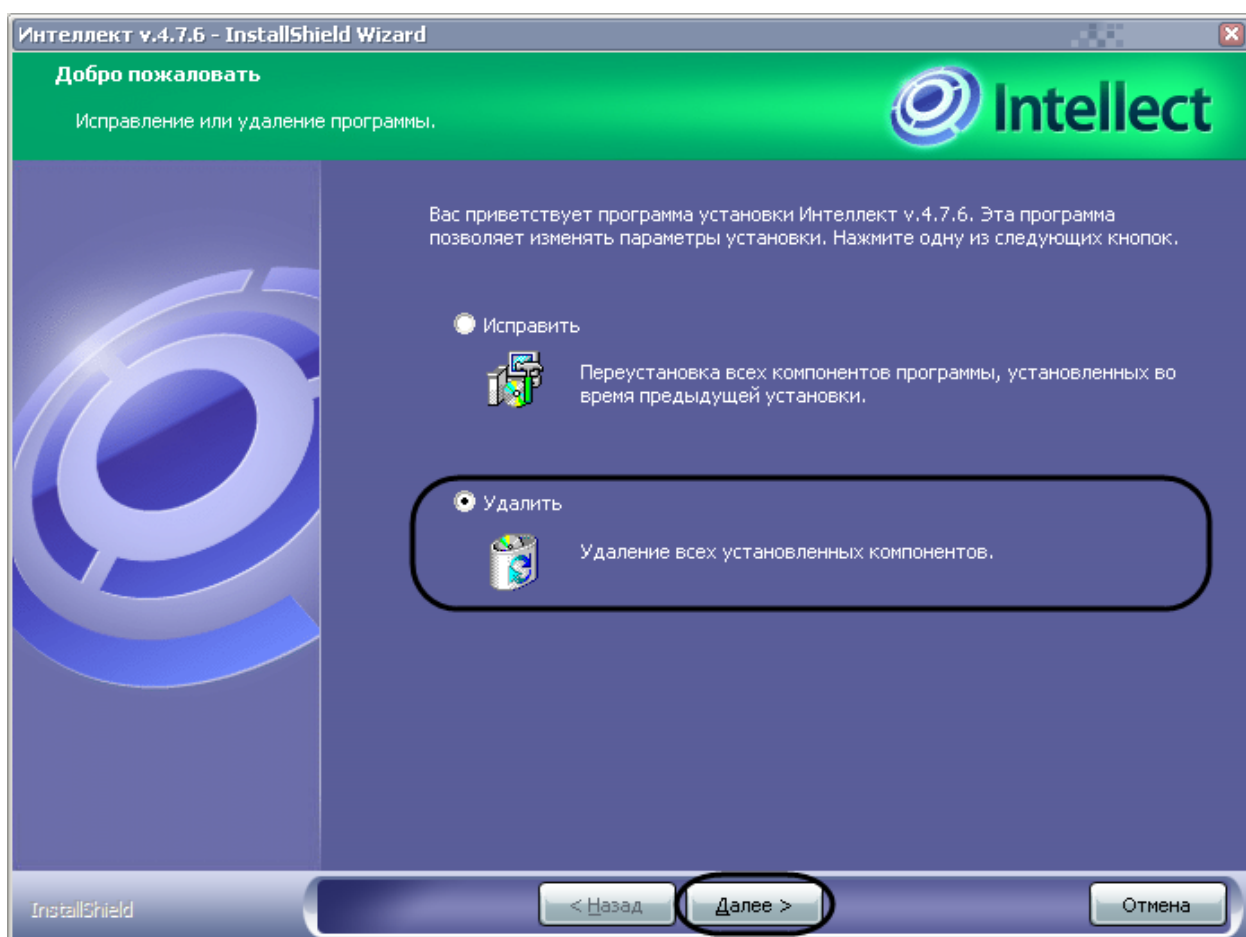 Интеллект v.4.7.6 - InstallShield Wizard
Добро пожаловать
Исправление или удаление программы.
Intellect
Вас приветствует программа установки Интеллект v.4.7.6. Эта программа
позволяет изменять параметры установки. Нажмите одну из следующих кнопок.
Исправить
Переустановка всех компонентов программы, установленных во
время предыдущей установки.
Удалить
Удаление всех установленных компонентов.
InstallShield
< Назад
Далее >
Отмена